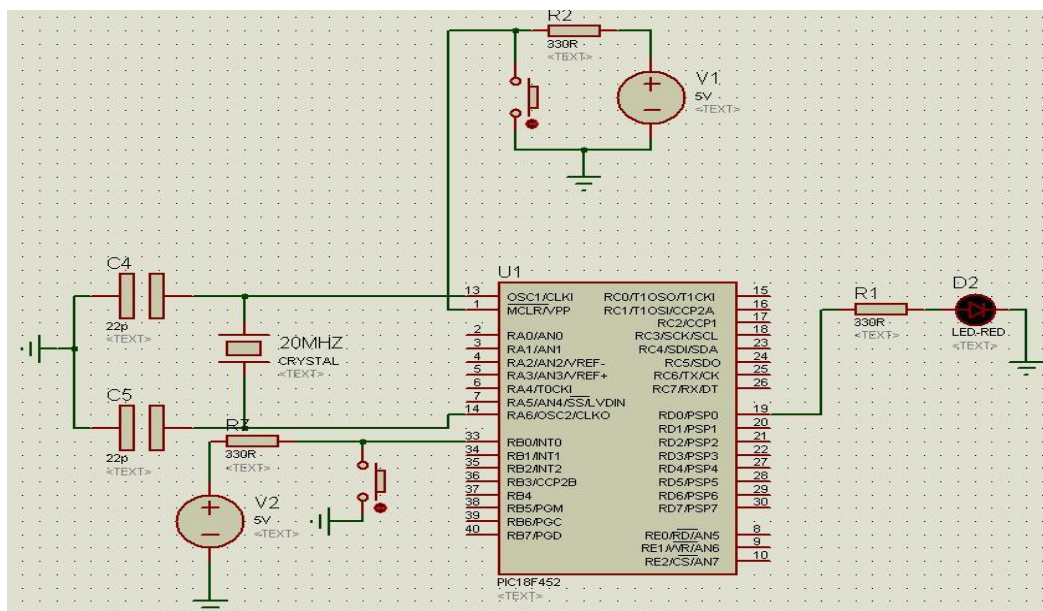 R2
330R
<TEXT>
V1
5V
<TEXT>
C4
22p
<TEXT>
20MHZ
CRYSTAL
<TEXT>
C5
22p
<TEXT>
R7
330R
<TEXT>
V2
5V
<TEXT>
U1
13 OSC1/CLKI
1 MCLR/VPP
2 RA0/AN0
3 RA1/AN1
4 RA2/AN2/VREF-
5 RA3/AN3/VREF+
6 RA4/T0CKI
7 RA5/AN4/SS/LVDIN
14 RA6/OSC2/CLKO
33 RB0/INT0
34 RB1/INT1
35 RB2/INT2
36 RB3/CCP2B
37 RB4
38 RB5/PGM
39 RB6/PGC
40 RB7/PGD
RC0/T1OSO/T1CKI 15
RC1/T1OSI/CCP2A 16
RC2/CCP1 17
RC3/SCK/SCL 18
RC4/SDI/SDA 23
RC5/SDO 24
RC6/TX/CK 25
RC7/RX/DT 26
RD0/PSP0 19
RD1/PSP1 20
RD2/PSP2 21
RD3/PSP3 22
RD4/PSP4 27
RD5/PSP5 28
RD6/PSP6 29
RD7/PSP7 30
RE0/RD/AN5 8
RE1/WR/AN6 9
RE2/CS/AN7 10
PIC18F452
<TEXT>
R1
330R
<TEXT>
D2
LED-RED
<TEXT>